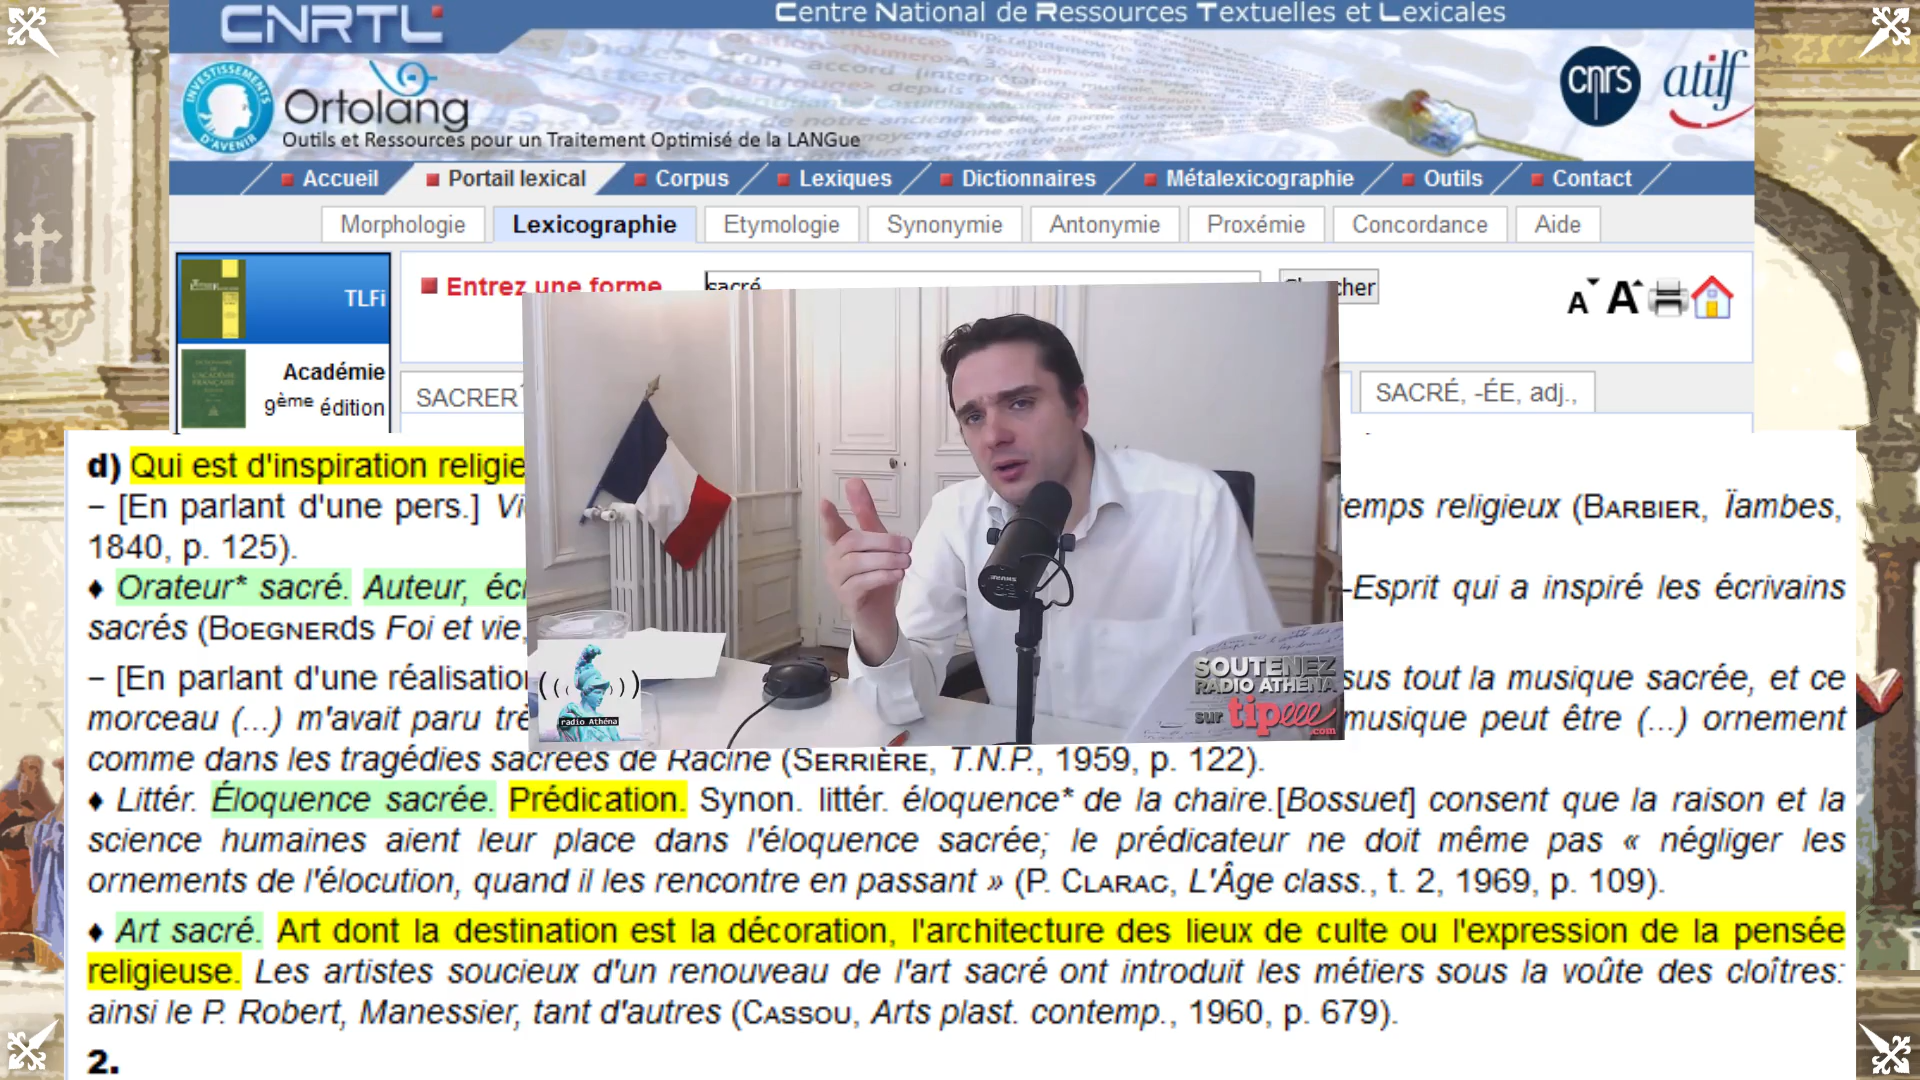 CNRTL
Centre National de Ressources Textuelles et Lexicales
INVESTISSEMENTS D'AVENIR
Ortolang
Outils et Ressources pour un Traitement Optimisé de la LANGue
cnrs
atilf
Accueil Portail lexical Corpus Lexiques Dictionnaires Métalexicographie Outils Contact
Morphologie Lexicographie Etymologie Synonymie Antonymie Proxémie Concordance Aide
TLFi
Entrez une forme sacré
A A
Académie
9ème édition
SACRER SACRÉ, -ÉE, adj.,
d) Qui est d'inspiration religie
– [En parlant d'une pers.] temps religieux (BARBIER, Ïambes,
1840, p. 125).
♦ Orateur* sacré. Auteur, -Esprit qui a inspiré les écrivains
sacrés (BOEGNERds Foi et vie,
– [En parlant d'une tout la musique sacrée, et ce
morceau (...) m'avait paru musique peut être (...) ornement
comme dans les tragédies sacrées de Racine (SERRIÈRE, T.N.P., 1959, p. 122).
♦ Littér. Éloquence sacrée. Prédication. Synon. littér. éloquence* de la chaire.[Bossuet] consent que la raison et la
science humaines aient leur place dans l'éloquence sacrée; le prédicateur ne doit même pas « négliger les
ornements de l'élocution, quand il les rencontre en passant » (P. CLARAC, L'Âge class., t. 2, 1969, p. 109).
♦ Art sacré. Art dont la destination est la décoration, l'architecture des lieux de culte ou l'expression de la pensée
religieuse. Les artistes soucieux d'un renouveau de l'art sacré ont introduit les métiers sous la voûte des cloîtres:
ainsi le P. Robert, Manessier, tant d'autres (CASSOU, Arts plast. contemp., 1960, p. 679).
2.
radio Athéna
SOUTENEZ
RADIO ATHENA
sur tipeee
.com